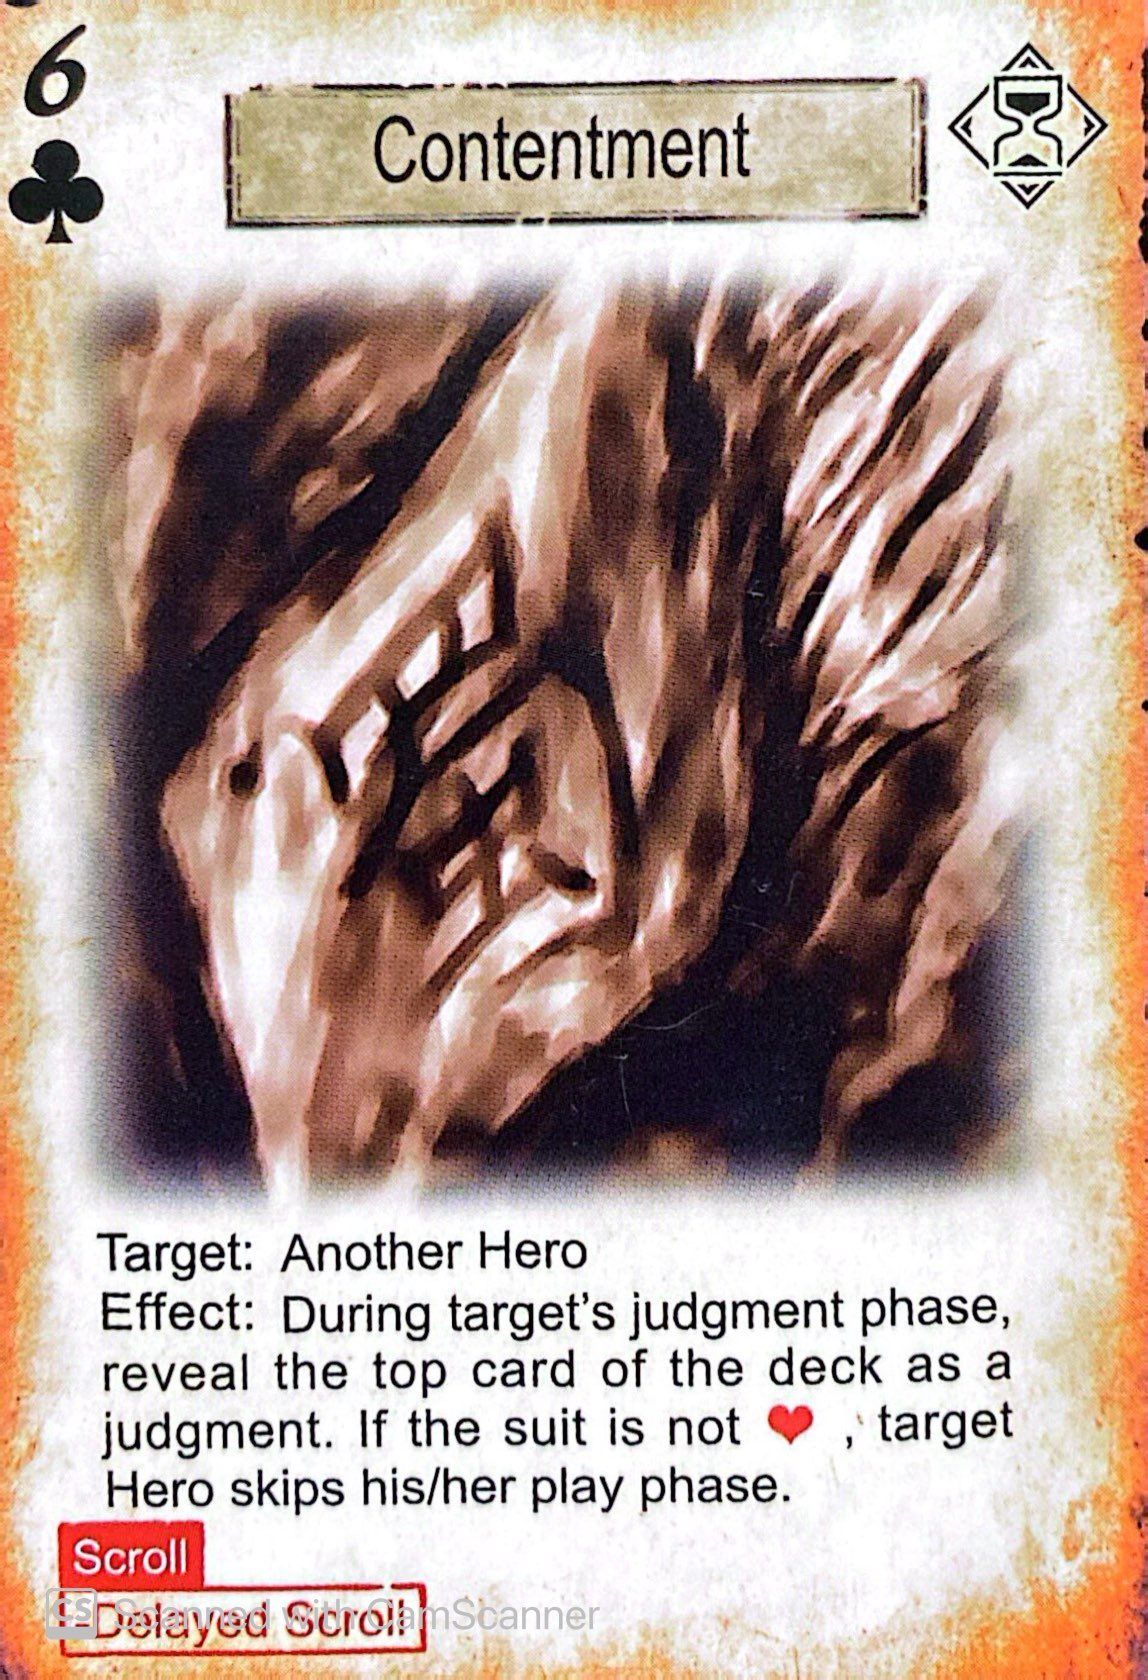 6
Contentment
Target: Another Hero
Effect: During target's judgment phase,
reveal the top card of the deck as a
judgment. If the suit is not ❤ , target
Hero skips his/her play phase.
Scroll
Delayed Scroll
CS Scanned with CamScanner